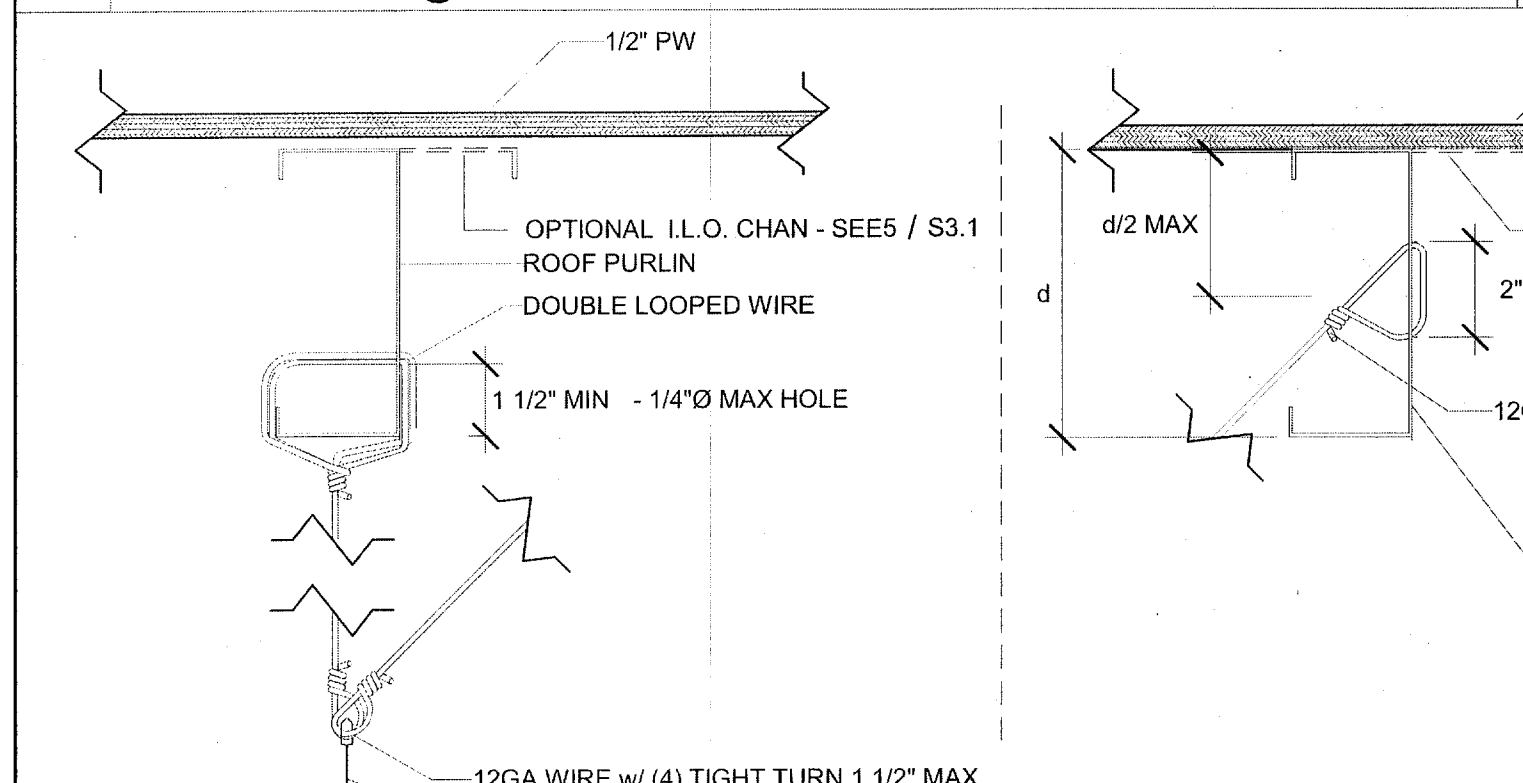 1/2" PW
OPTIONAL I.L.O. CHAN - SEE5 / S3.1
ROOF PURLIN
DOUBLE LOOPED WIRE
1 1/2" MIN - 1/4"Ø MAX HOLE
12GA WIRE w/ (4) TIGHT TURN 1 1/2" MAX
d/2 MAX
d
2"